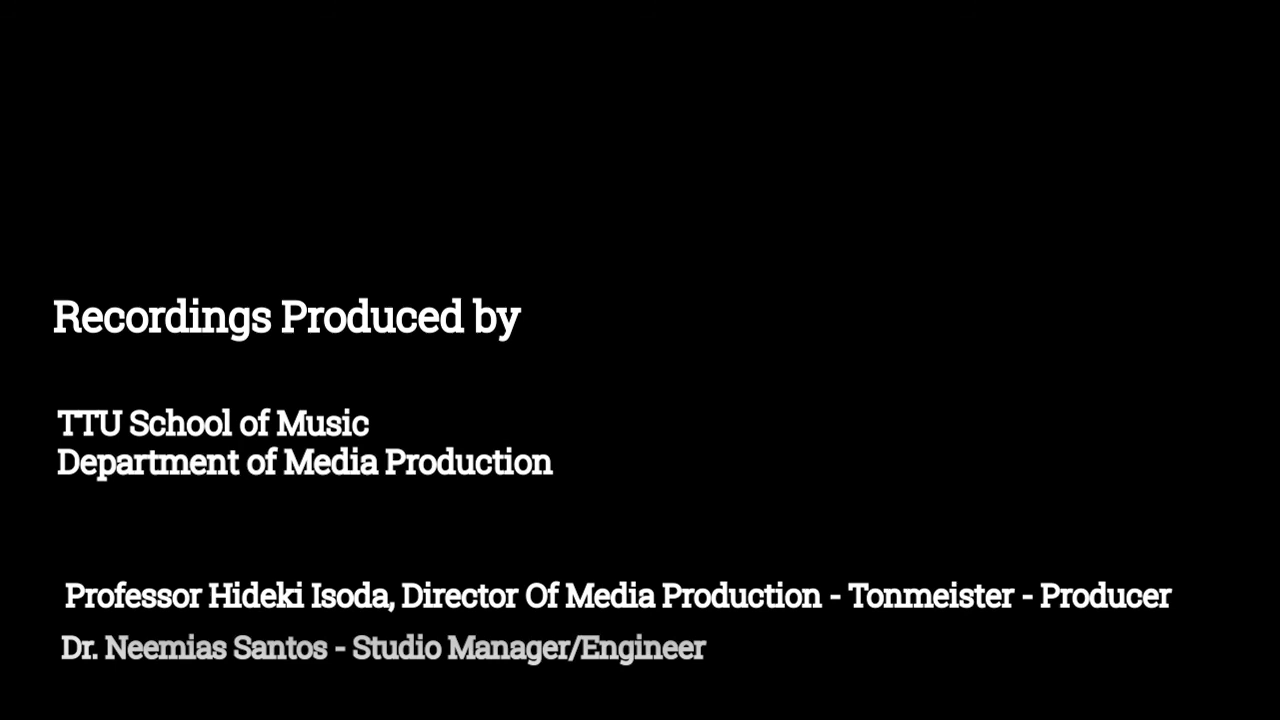 Recordings Produced by
TTU School of Music
Department of Media Production
Professor Hideki Isoda, Director Of Media Production - Tonmeister - Producer
Dr. Neemias Santos - Studio Manager/Engineer